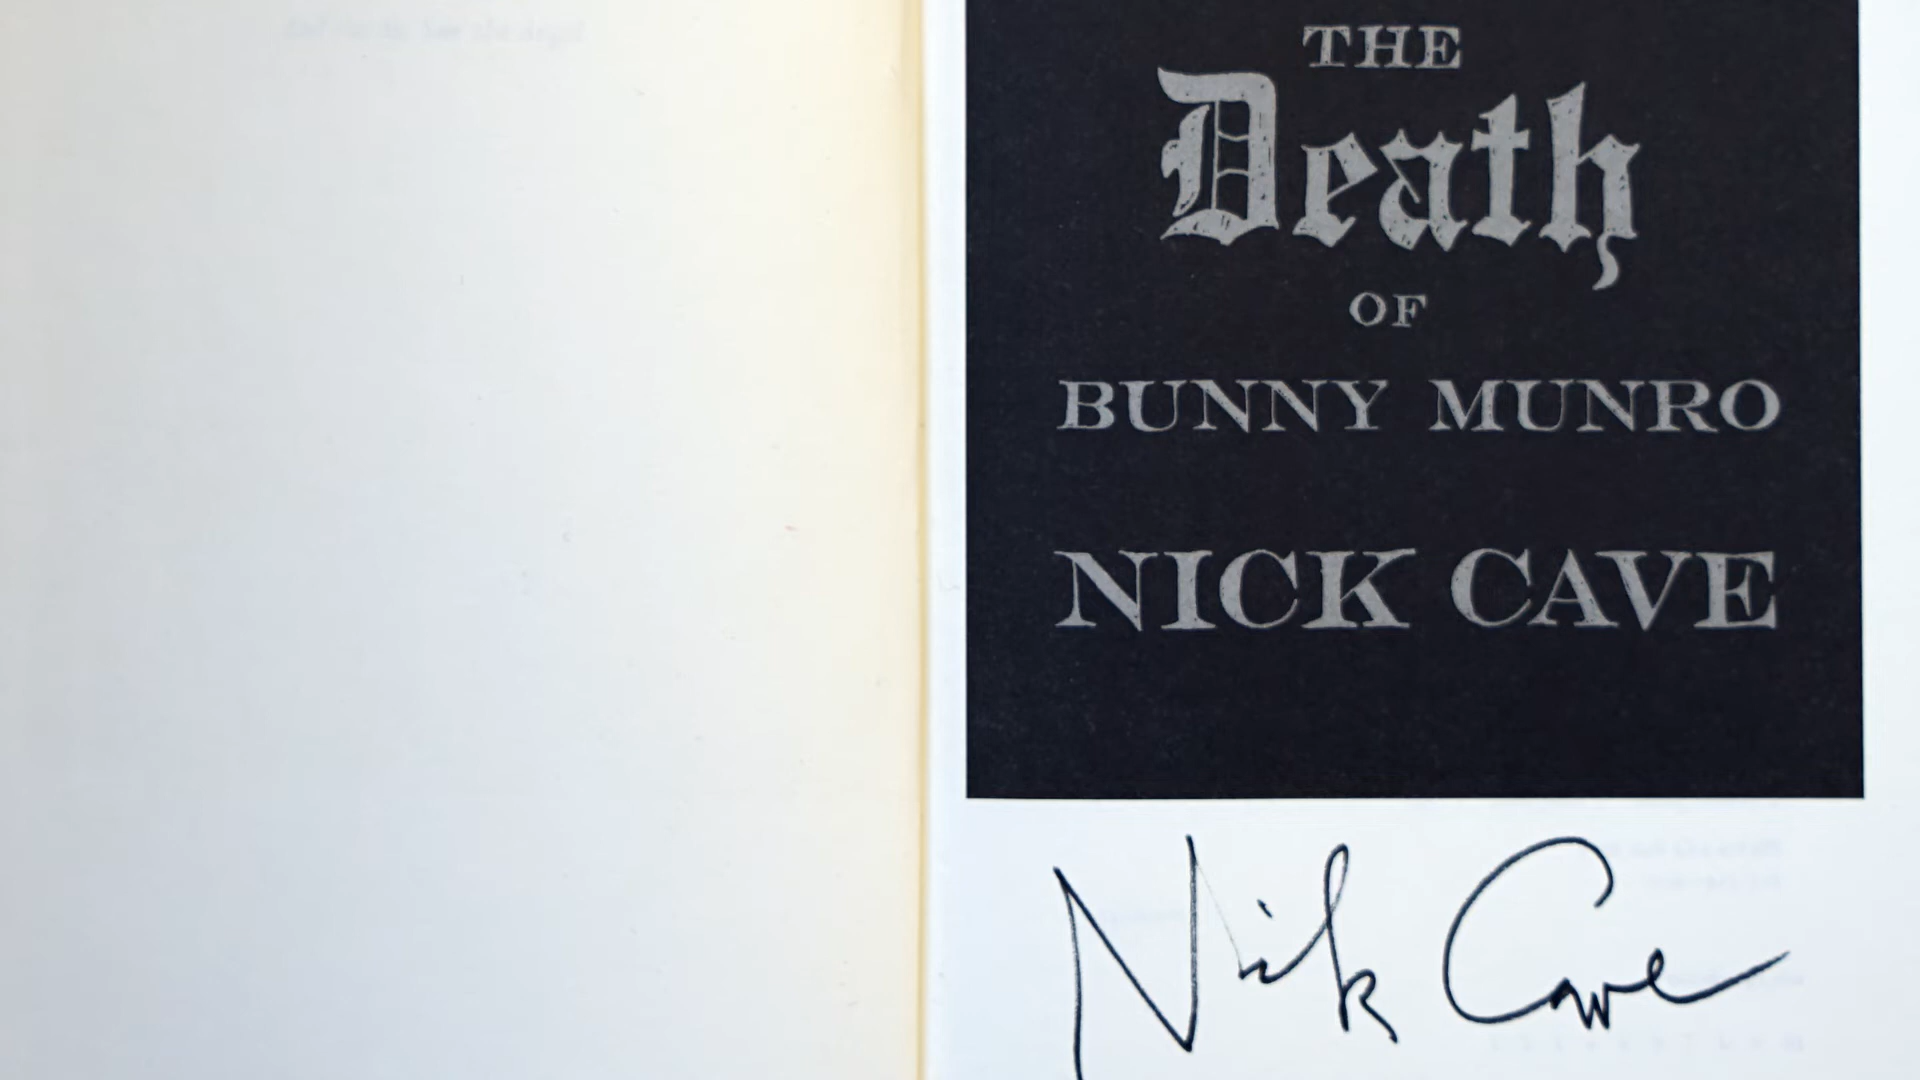 THE
Death
OF
BUNNY MUNRO
NICK CAVE
Nick Cave